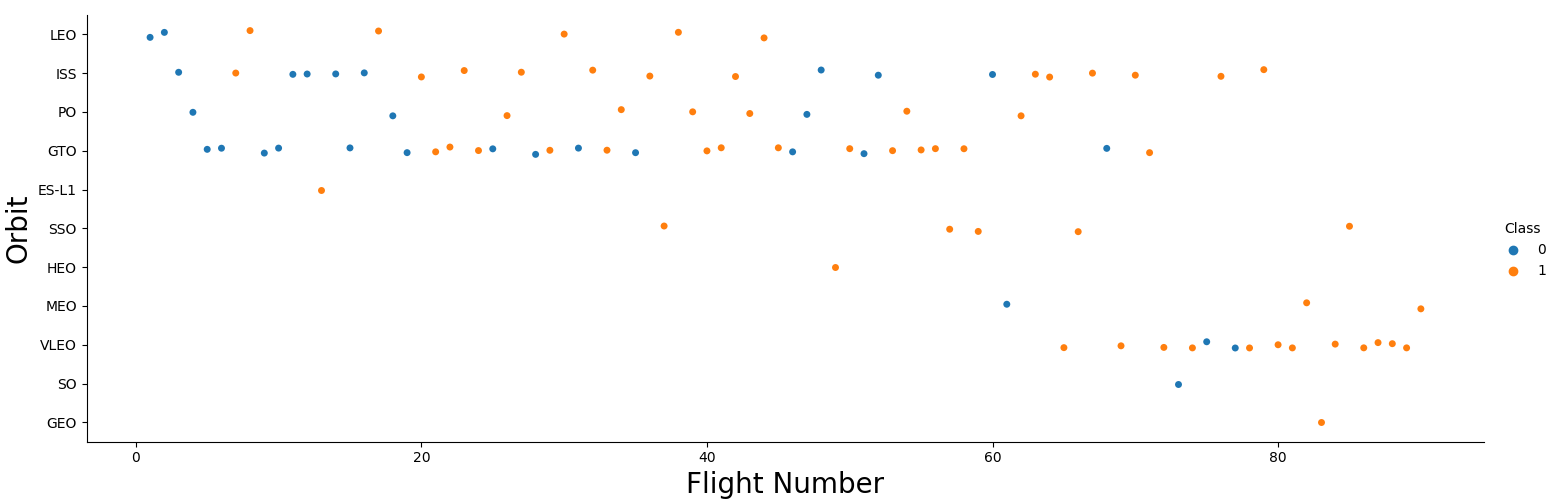 LEO
ISS
PO
GTO
ES-L1
SSO
HEO
MEO
VLEO
SO
GEO
Orbit
0 20 40 60 80
Flight Number
Class
0
1